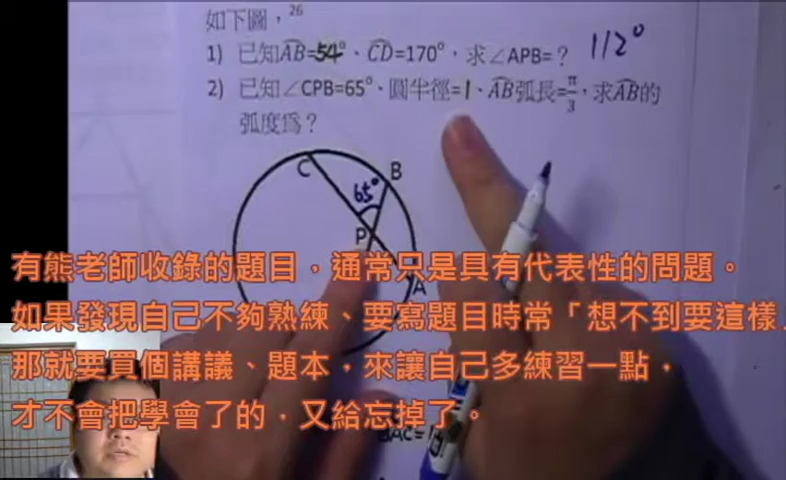 如下圖，26
1) 已知AB=54°、CD=170°，求∠APB=？ 112°
2) 已知∠CPB=65°、圓半徑=1、AB弧長=π/3，求AB的
弧度為？
C
B
65°
P
A
有熊老師收錄的題目，通常只是具有代表性的問題。
如果發現自己不夠熟練、要寫題目時常「想不到要這樣」
那就要買個講議、題本，來讓自己多練習一點，
才不會把學會了的，又給忘掉了。